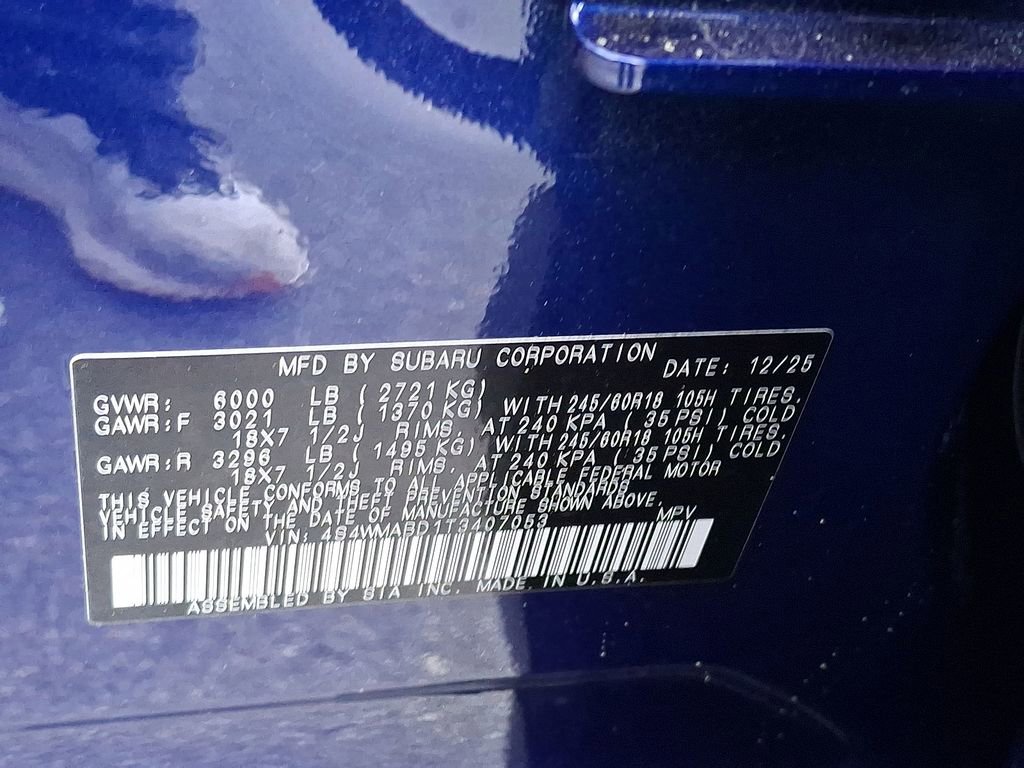 MFD BY SUBARU CORPORATION DATE: 12/25
GVWR: 6000 LB ( 2721 KG)
GAWR: F 3021 LB ( 1370 KG) WITH 245/60R18 105H TIRES,
18X7 1/2J RIMS, AT 240 KPA ( 35 PSI) COLD
GAWR: R 3296 LB ( 1495 KG) WITH 245/60R18 105H TIRES,
18X7 1/2J RIMS, AT 240 KPA ( 35 PSI) COLD
THIS VEHICLE CONFORMS TO ALL APPLICABLE FEDERAL MOTOR
VEHICLE SAFETY AND THEFT PREVENTION STANDARDS
IN EFFECT ON THE DATE OF MANUFACTURE SHOWN ABOVE.
VIN: 4S4WMABD1T3407053 MPV
ASSEMBLED BY SIA INC. MADE IN U.S.A.